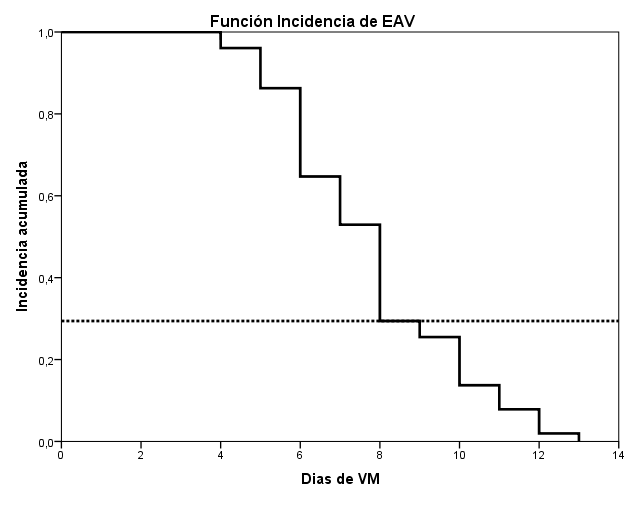 Función Incidencia de EAV
1,0
0,8
0,6
0,4
0,2
0,0
Incidencia acumulada
0 2 4 6 8 10 12 14
Dias de VM